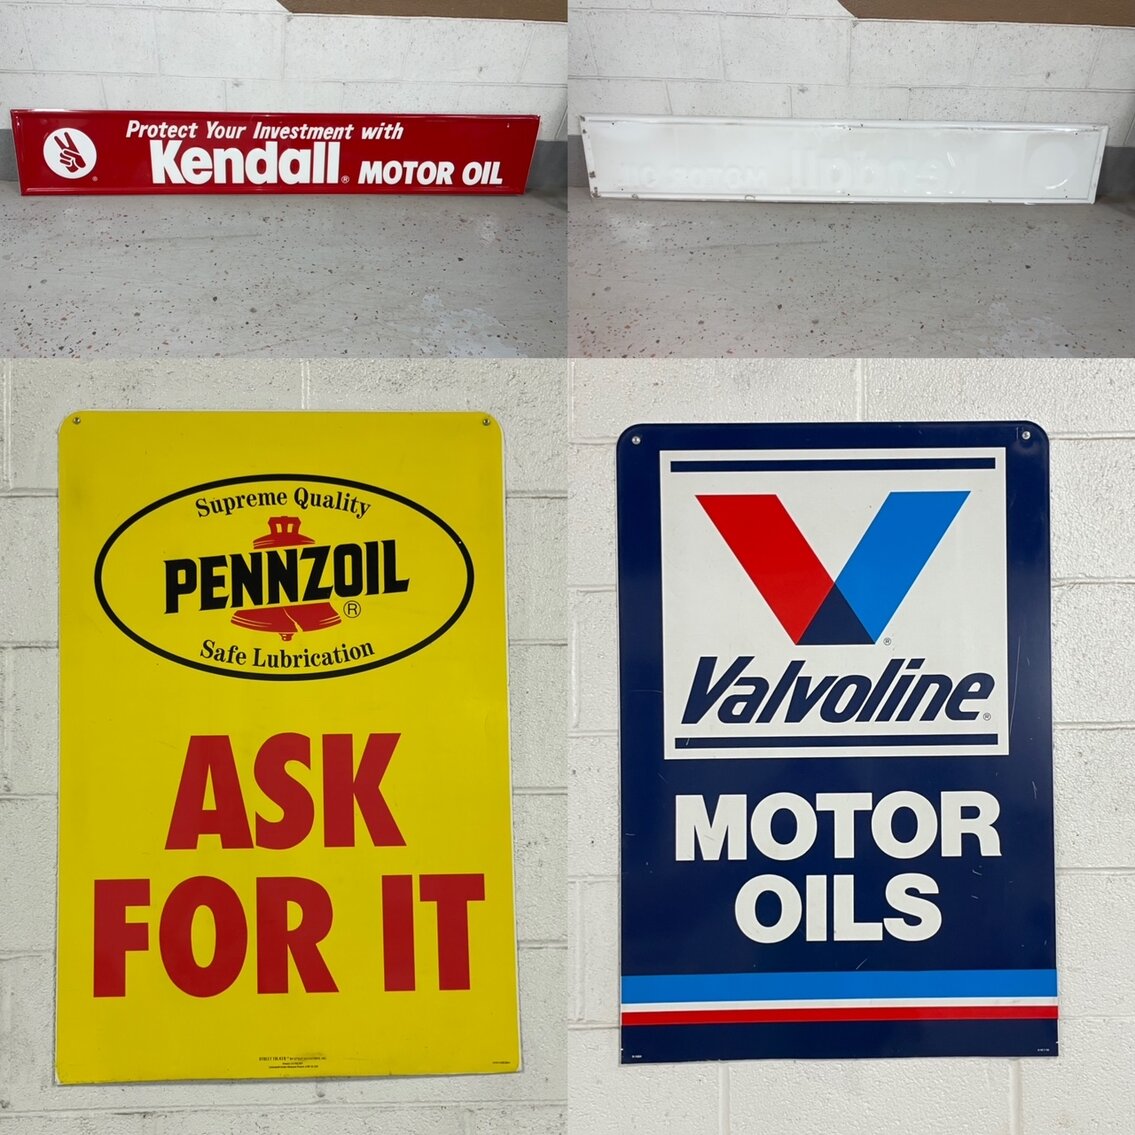 Protect Your Investment with
Kendall® MOTOR OIL
®
Supreme Quality
PENNZOIL
®
Safe Lubrication
ASK
FOR IT
Valvoline®
®
MOTOR
OILS